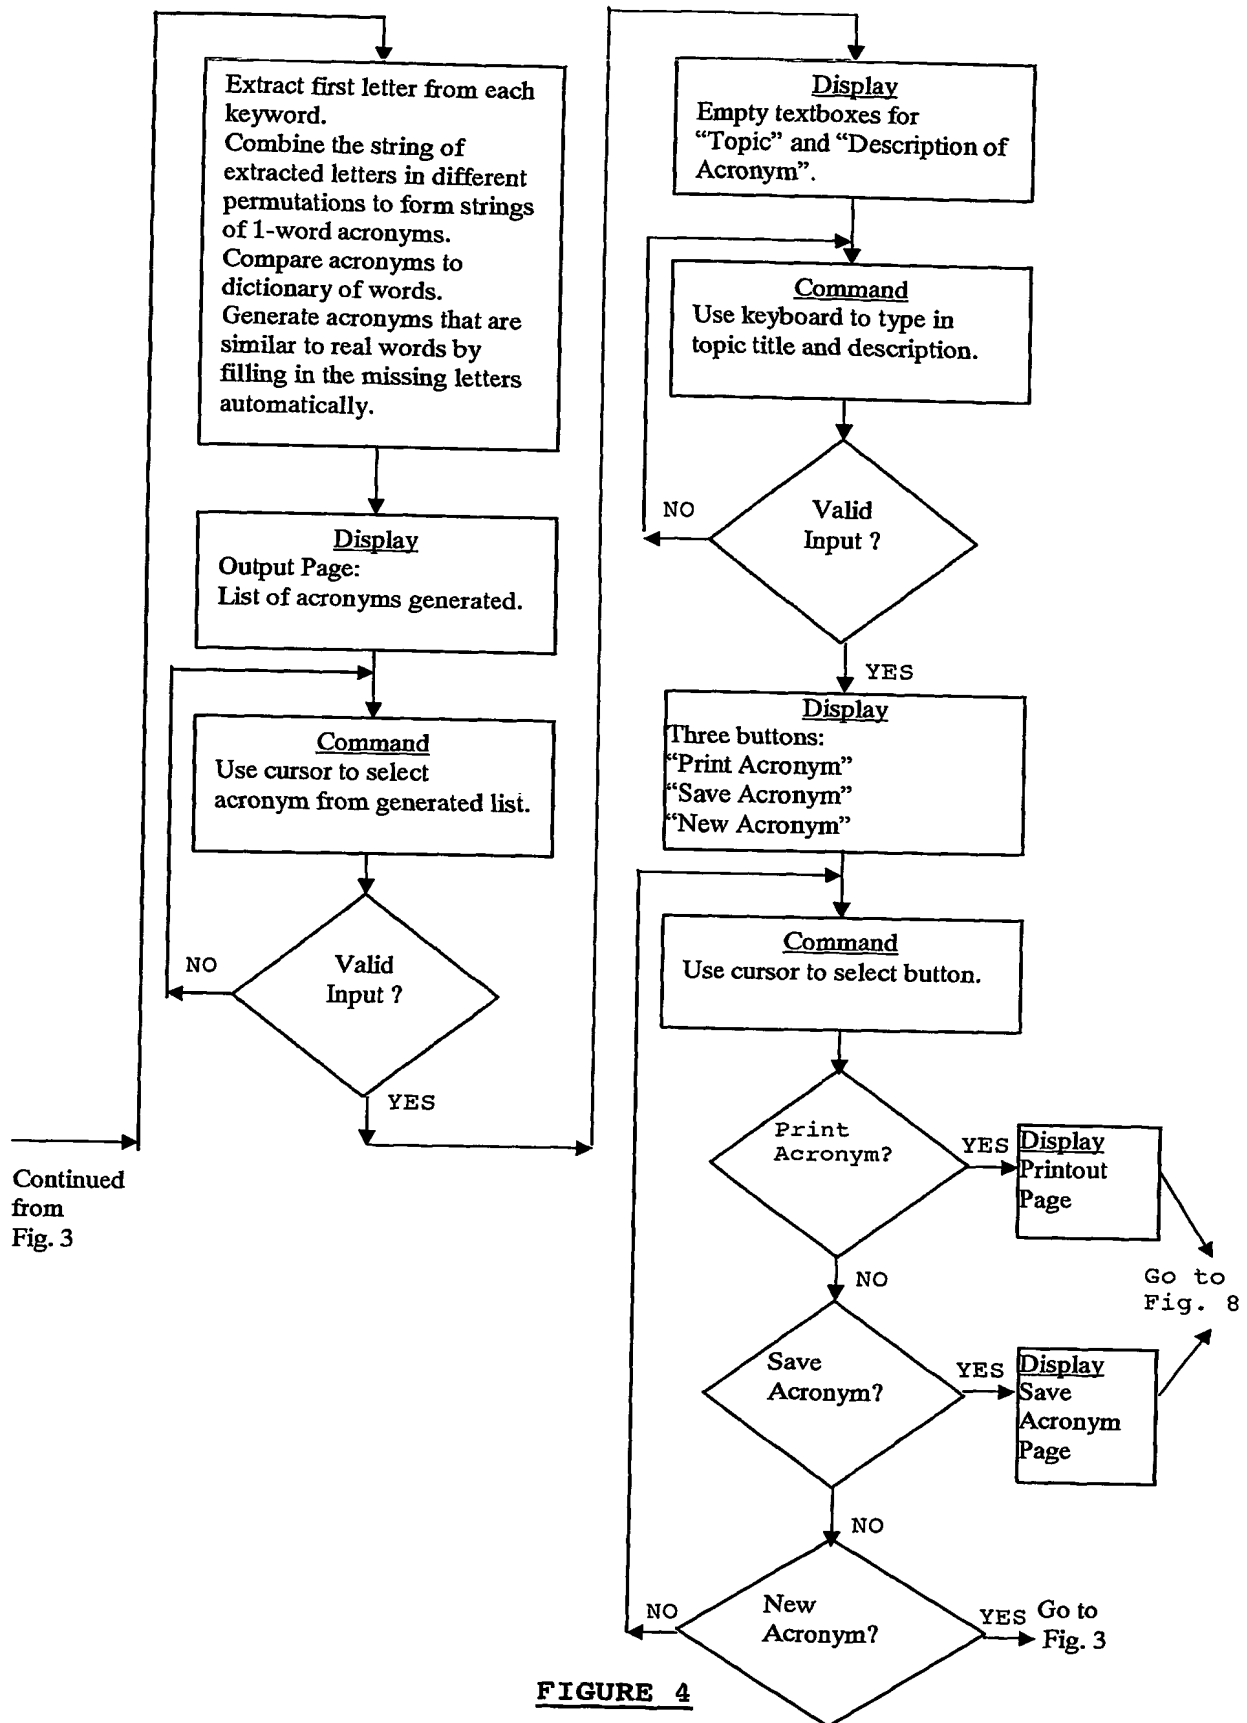 Extract first letter from each
keyword.
Combine the string of
extracted letters in different
permutations to form strings
of 1-word acronyms.
Compare acronyms to
dictionary of words.
Generate acronyms that are
similar to real words by
filling in the missing letters
automatically.
Display
Output Page:
List of acronyms generated.
Command
Use cursor to select
acronym from generated list.
Valid
Input ?
NO
YES
Continued
from
Fig. 3
Display
Empty textboxes for
“Topic” and “Description of
Acronym”.
Command
Use keyboard to type in
topic title and description.
Valid
Input ?
NO
YES
Display
Three buttons:
“Print Acronym”
“Save Acronym”
“New Acronym”
Command
Use cursor to select button.
Print
Acronym?
YES
Display
Printout
Page
NO
Go to
Fig. 8
Save
Acronym?
YES
Display
Save
Acronym
Page
NO
New
Acronym?
NO
YES
Go to
Fig. 3
FIGURE 4